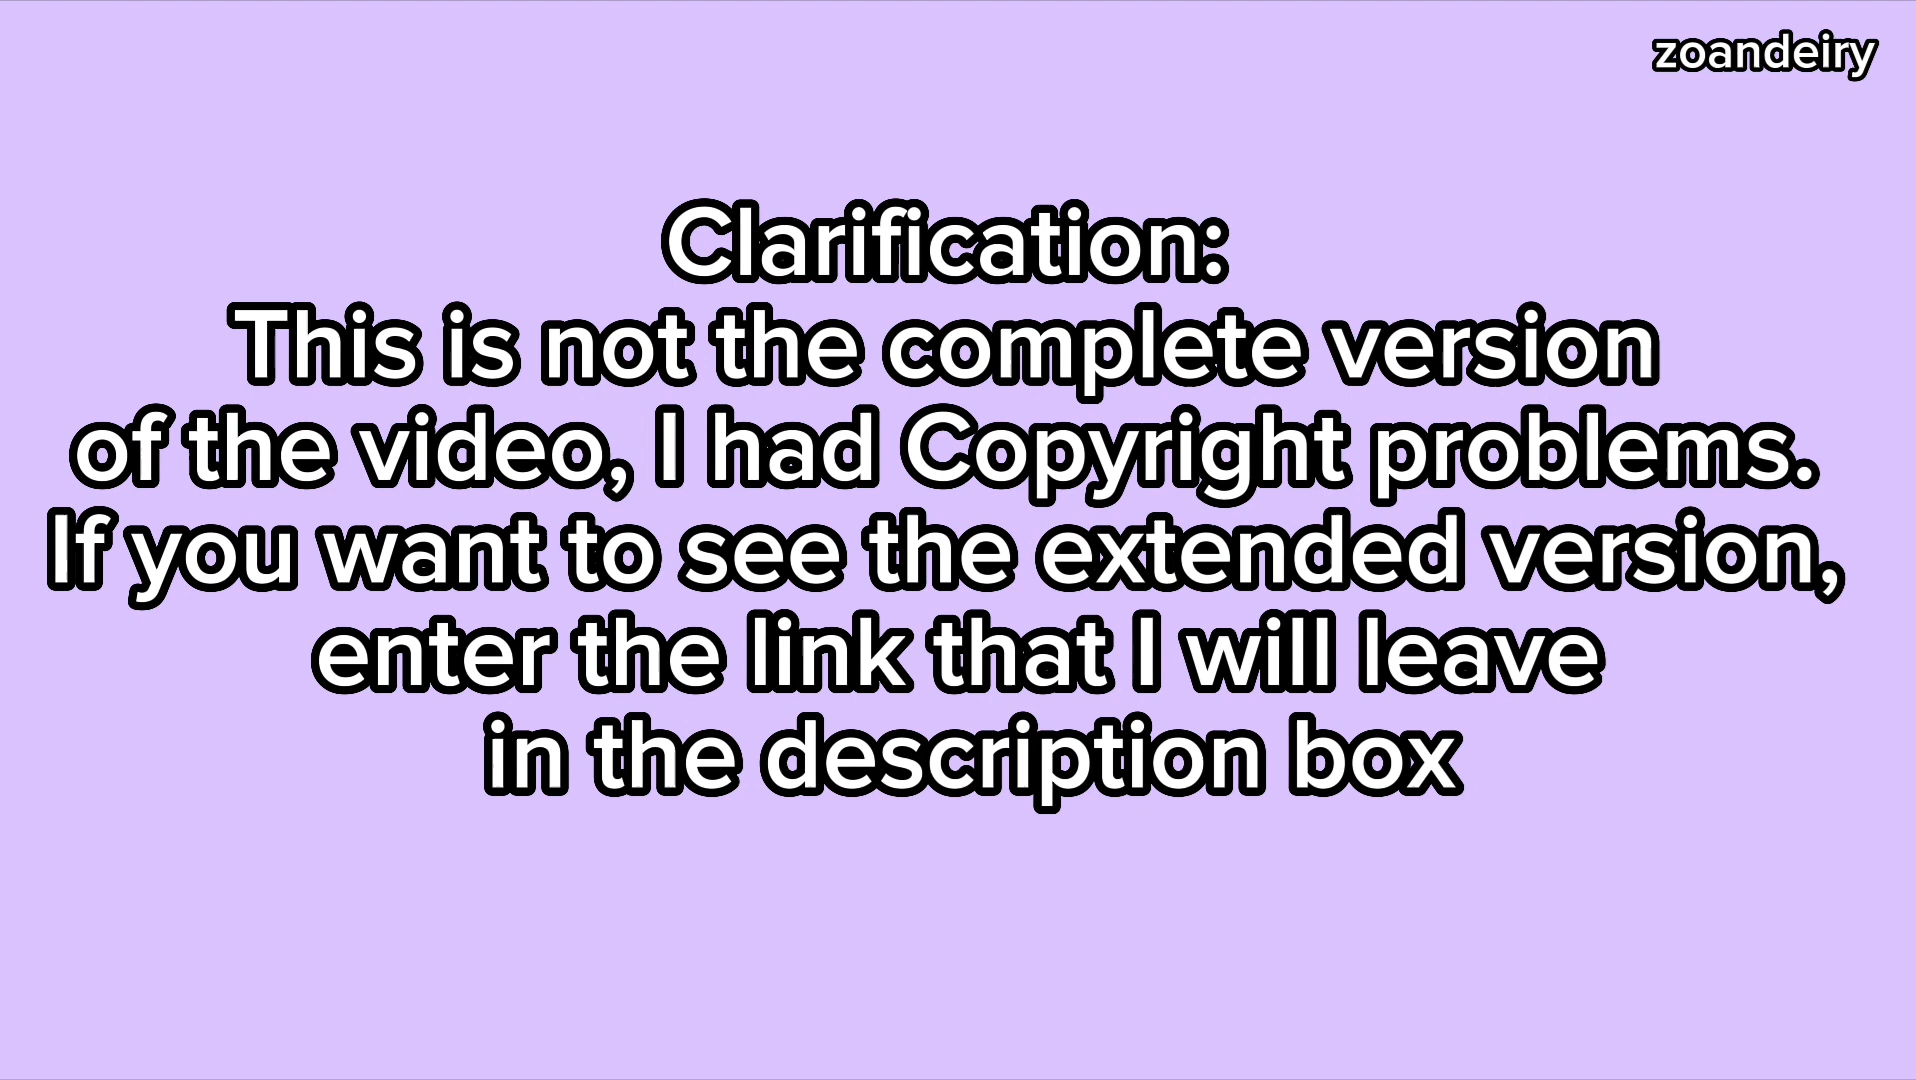 zoandeiry
Clarification:
This is not the complete version
of the video, I had Copyright problems.
If you want to see the extended version,
enter the link that I will leave
in the description box